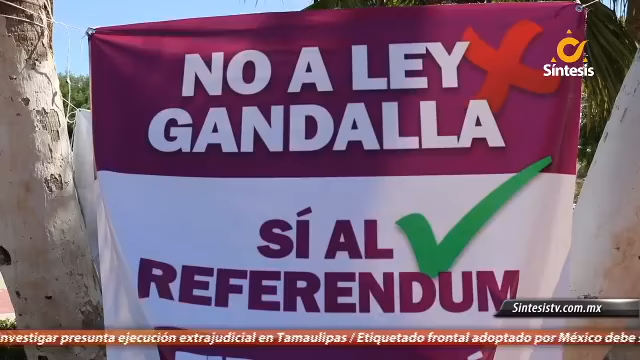 NO A LEY
GANDALLA
Síntesis
SÍ AL
REFERENDUM
Sintesistv.com.mx
investigar presunta ejecución extrajudicial en Tamaulipas / Etiquetado frontal adoptado por México debe